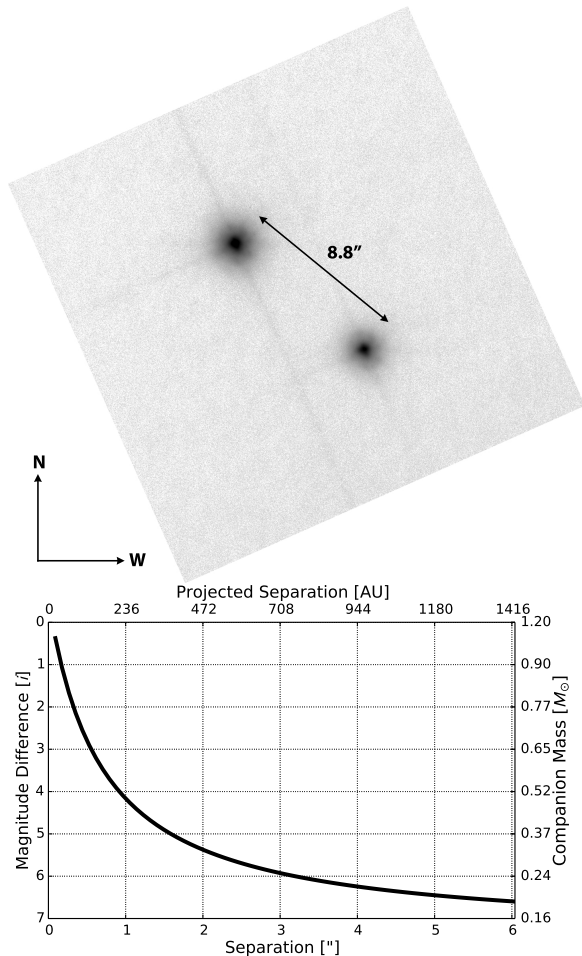 8.8”
N
W
Projected Separation [AU]
0 236 472 708 944 1180 1416
Magnitude Difference [i]
0
1
2
3
4
5
6
7
1.20
0.90
0.77
0.65
0.52
0.37
0.24
0.16
Companion Mass [M☉]
0 1 2 3 4 5 6
Separation ["]